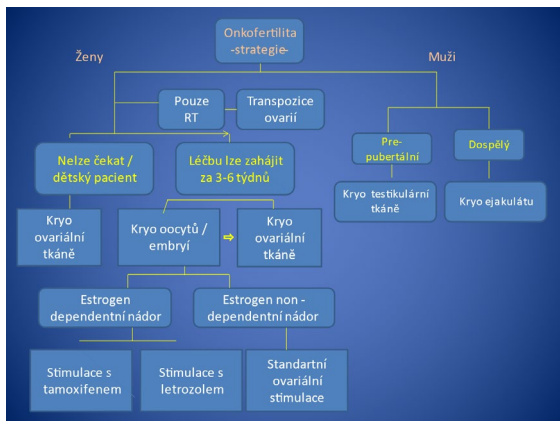 Onkofertilita
-strategie-
Ženy
Muži
Pouze
RT
Transpozice
ovarií
Pre-
pubertální
Dospělý
Nelze čekat /
dětský pacient
Léčbu lze zahájit
za 3-6 týdnů
Kryo testikulární
tkáně
Kryo ejakulátu
Kryo
ovariální
tkáně
Kryo oocytů /
embryí
⇨
Kryo
ovariální
tkáně
Estrogen
dependentní nádor
Estrogen non -
dependentní nádor
Stimulace s
tamoxifenem
Stimulace s
letrozolem
Standartní
ovariální
stimulace